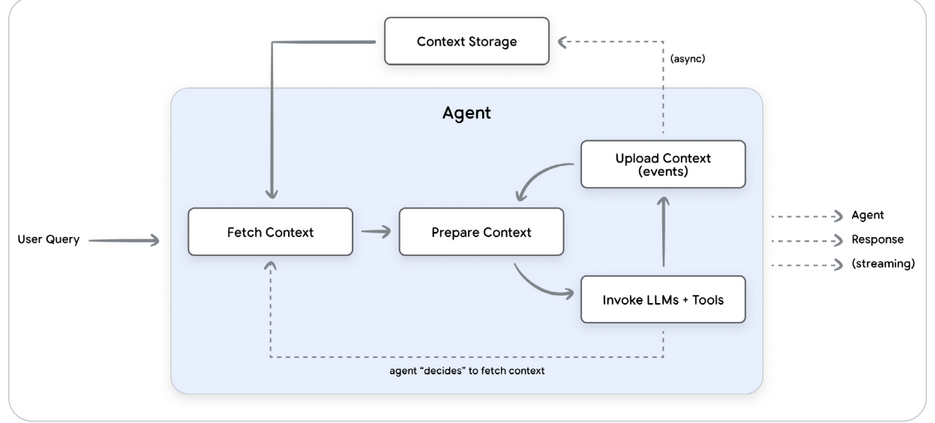 Context Storage
(async)
Agent
Upload Context
(events)
Fetch Context
Prepare Context
User Query
Agent
Response
(streaming)
Invoke LLMs + Tools
agent “decides” to fetch context